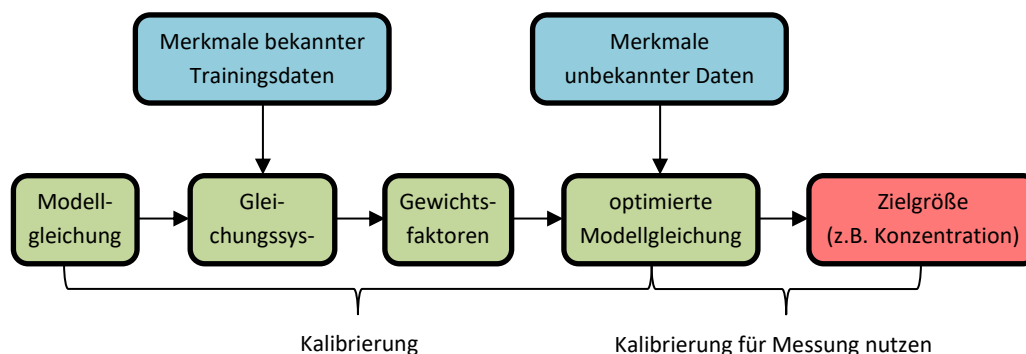 Merkmale bekannter
Trainingsdaten
Merkmale
unbekannter Daten
Modell-
gleichung
Glei-
chungssys-
Gewichts-
faktoren
optimierte
Modellgleichung
Zielgröße
(z.B. Konzentration)
Kalibrierung
Kalibrierung für Messung nutzen